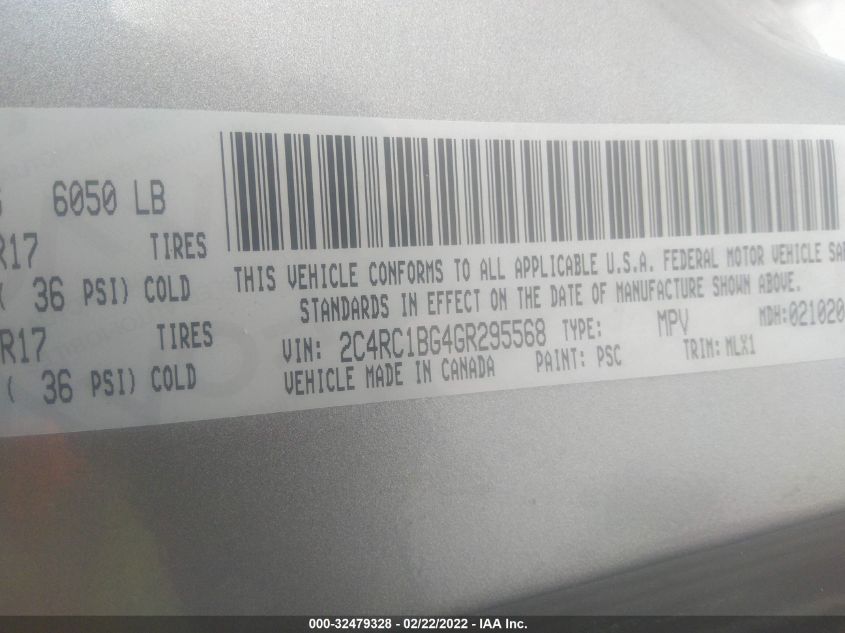 6050 LB
R17 TIRES
( 36 PSI) COLD
R17 TIRES
( 36 PSI) COLD
THIS VEHICLE CONFORMS TO ALL APPLICABLE U.S.A. FEDERAL MOTOR VEHICLE SAF
STANDARDS IN EFFECT ON THE DATE OF MANUFACTURE SHOWN ABOVE.
VIN: 2C4RC1BG4GR295568 TYPE: MPV MDH:021020
VEHICLE MADE IN CANADA PAINT: PSC TRIM: MLX1
000-32479328 - 02/22/2022 - IAA Inc.